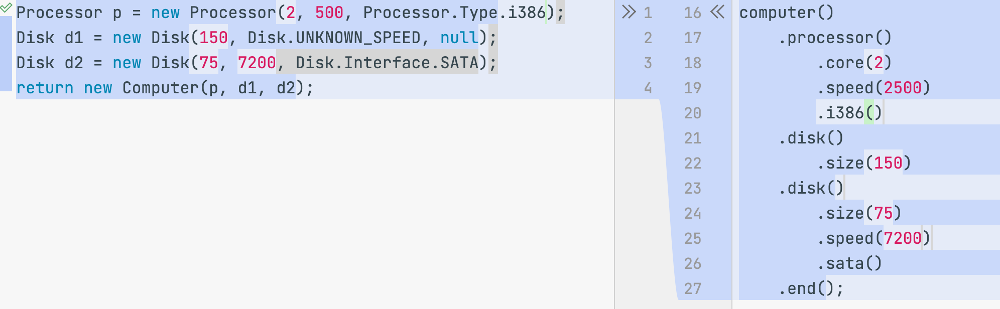 Processor p = new Processor(2, 500, Processor.Type.i386);
Disk d1 = new Disk(150, Disk.UNKNOWN_SPEED, null);
Disk d2 = new Disk(75, 7200, Disk.Interface.SATA);
return new Computer(p, d1, d2);
1 16
2 17
3 18
4 19
20
21
22
23
24
25
26
27
computer()
.processor()
.core(2)
.speed(2500)
.i386()
.disk()
.size(150)
.disk()
.size(75)
.speed(7200)
.sata()
.end();